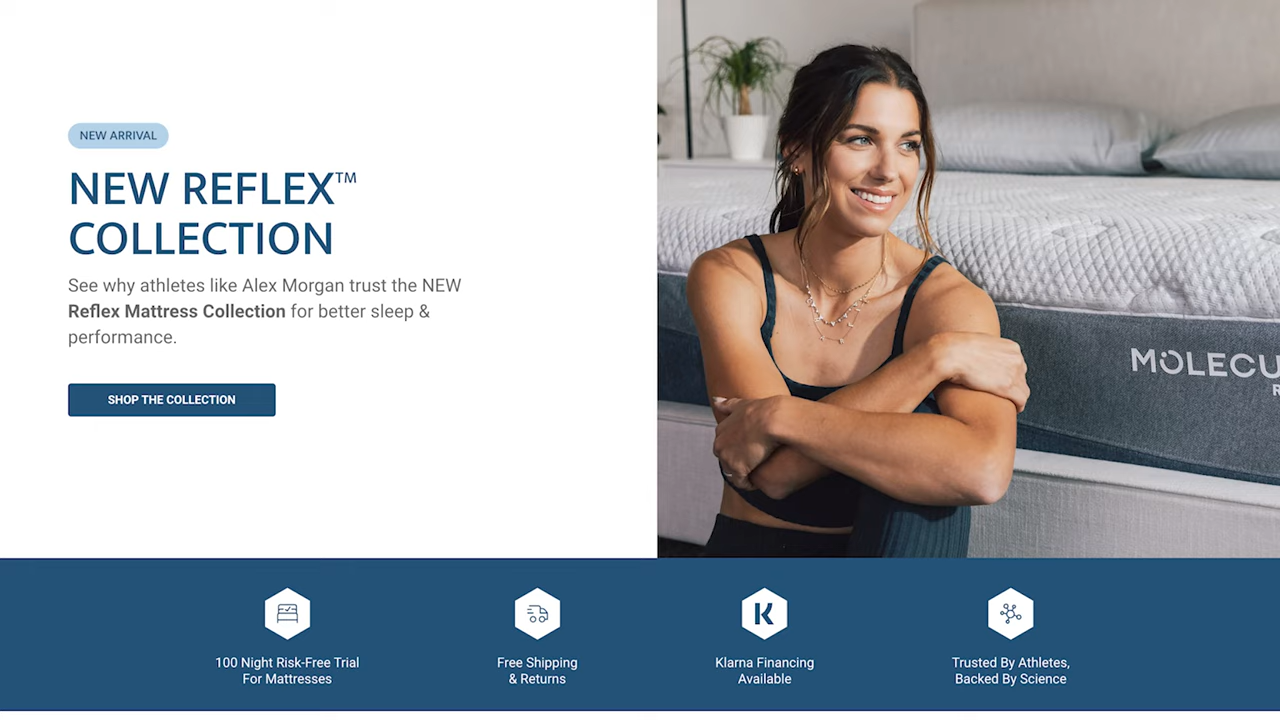 NEW ARRIVAL
NEW REFLEX™
COLLECTION
See why athletes like Alex Morgan trust the NEW
Reflex Mattress Collection for better sleep &
performance.
SHOP THE COLLECTION
MOLECU
R
100 Night Risk-Free Trial
For Mattresses
Free Shipping
& Returns
K
Klarna Financing
Available
Trusted By Athletes,
Backed By Science